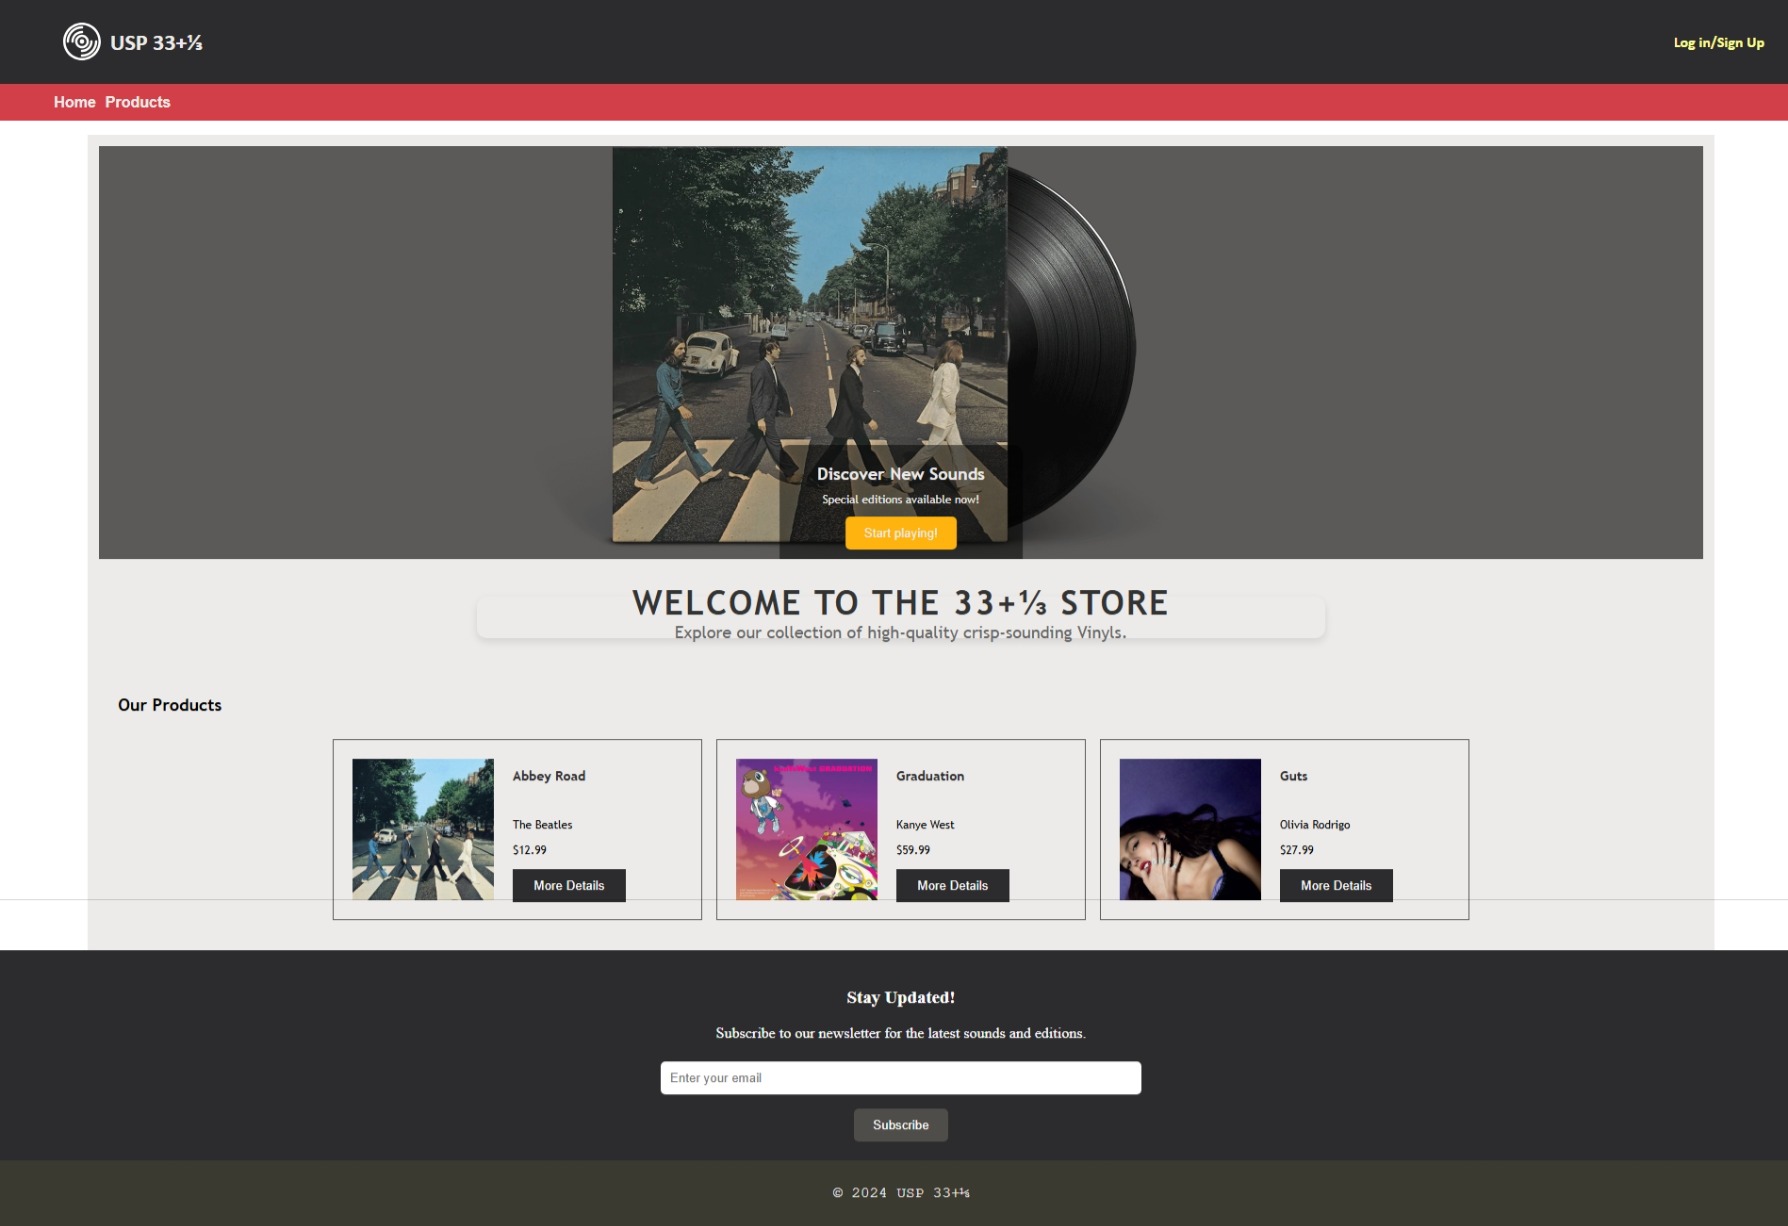 USP 33+⅓
Log in/Sign Up
Home Products
Discover New Sounds
Special editions available now!
Start playing!
WELCOME TO THE 33+⅓ STORE
Explore our collection of high-quality crisp-sounding Vinyls.
Our Products
Abbey Road
The Beatles
$12.99
More Details
Graduation
Kanye West
$59.99
More Details
Guts
Olivia Rodrigo
$27.99
More Details
Stay Updated!
Subscribe to our newsletter for the latest sounds and editions.
Enter your email
Subscribe
© 2024 USP 33+⅓